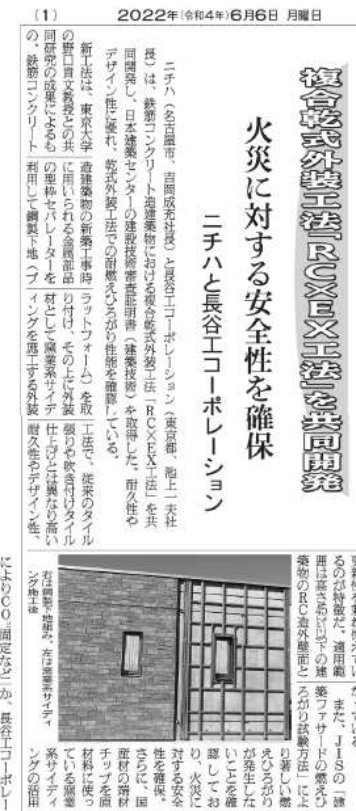 （1） 2022年（令和4年）6月6日 月曜日
複合乾式外装工法「RC×EX工法」を共同開発
火災に対する安全性を確保
ニチハと長谷工コーポレーション
ニチハ（名古屋市、吉岡成充社長）と長谷工コーポレーション（東京都、池上一夫社
長）は、鉄筋コンクリート造建築物における複合乾式外装工法「RC×EX工法」を共
同開発し、日本建築センターの建設技術審査証明書（建築技術）を取得した。耐久性や
デザイン性に優れ、乾式外装工法での耐燃えひろがり性能を確認している。
新工法は、東京大学
の野口貴文教授との共
同研究の成果によるも
の。鉄筋コンクリート
造建築物の新築工事時
に用いられる金属部品
の型枠セパレーターを
利用して鋼製下地（プ
ラットフォーム）を取
り付け、その上に外装
材として窯業系サイデ
ィングを施工する外装
工法で、従来のタイル
張りや吹き付けタイル
仕上げとは異なり高い
耐久性やデザイン性、
るのが特徴だ。適用範
囲は高さ以下の建
築物のRC造外壁面と
なっている。
また、JISの「建
築ファサードの燃えひ
ろがり試験方法」によ
り著しい燃
えひろがり
が発生しな
いことを確
認してお
り、火災に
対する安全
性を確保。
さらに、国
産材の端材
チップを原
材料に使っ
ている窯業
系サイディ
ングの活用
によりCO₂固定など
長谷工コーポレー
右は鋼製下地組み、左は窯業系サイディ
ング施工後